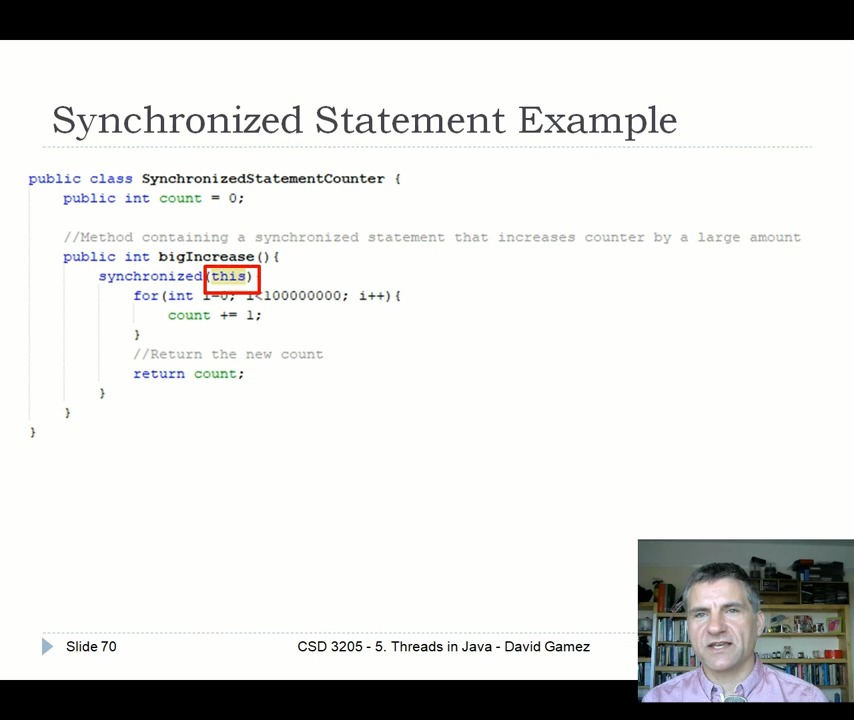 Synchronized Statement Example
public class SynchronizedStatementCounter {
public int count = 0;
//Method containing a synchronized statement that increases counter by a large amount
public int bigIncrease(){
synchronized(this)
for(int i=0; i<100000000; i++){
count += 1;
}
//Return the new count
return count;
}
}
}
Slide 70
CSD 3205 - 5. Threads in Java - David Gamez